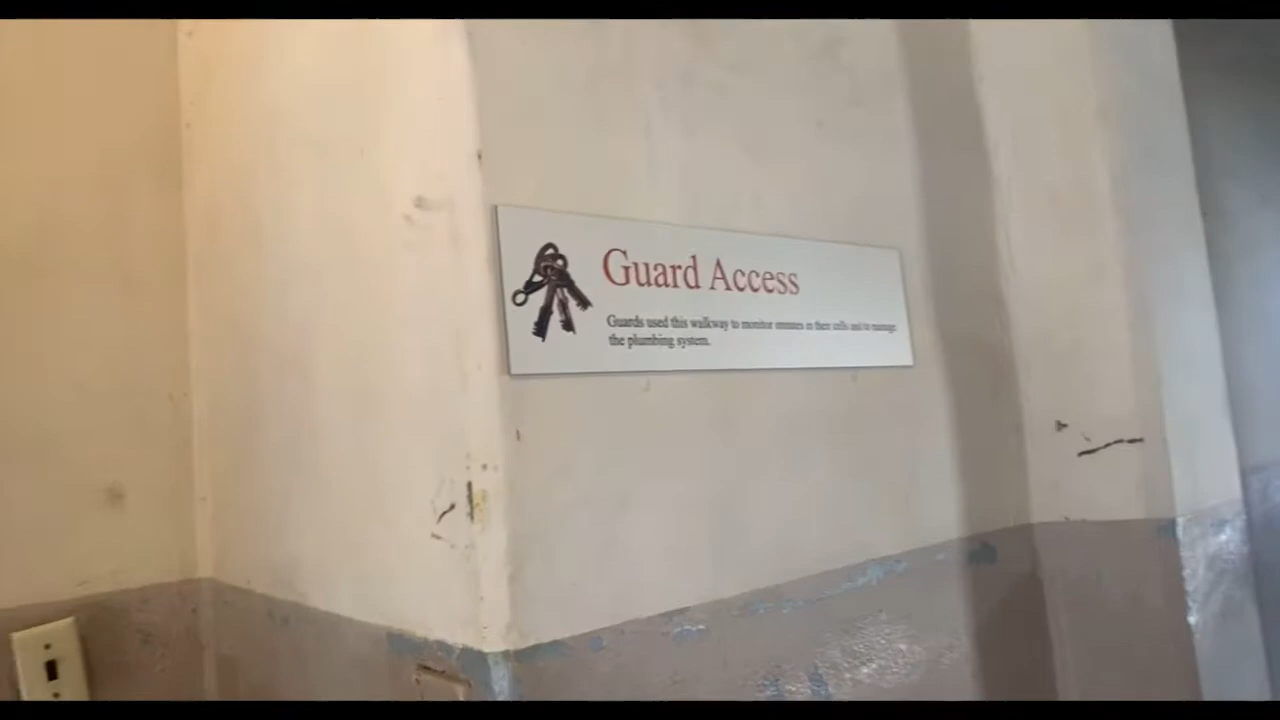 Guard Access
Guards used this walkway to monitor inmates in their cells and to manage
the plumbing system.